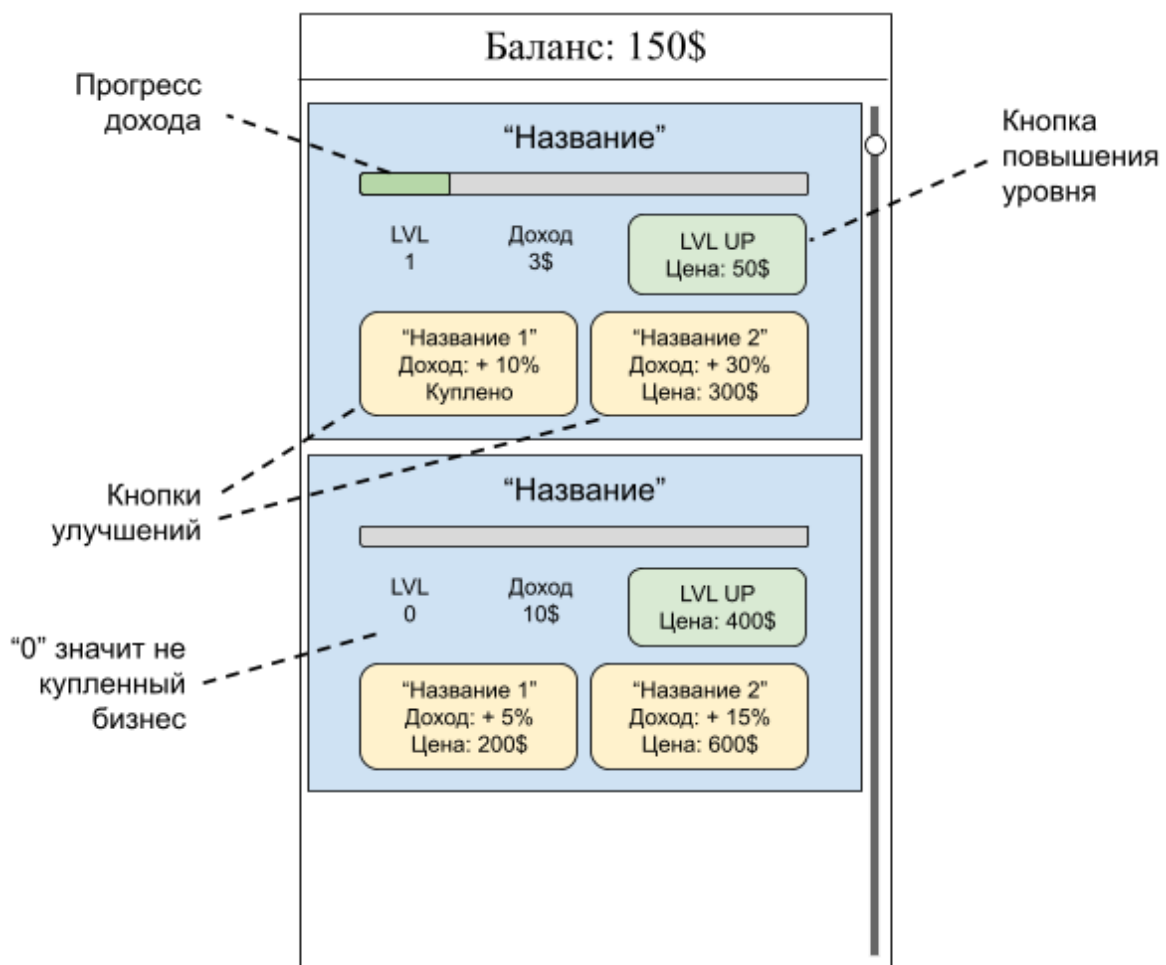 Баланс: 150$
Прогресс
дохода
“Название”
Кнопка
повышения
уровня
LVL
1
Доход
3$
LVL UP
Цена: 50$
“Название 1”
Доход: + 10%
Куплено
“Название 2”
Доход: + 30%
Цена: 300$
Кнопки
улучшений
“Название”
LVL
0
Доход
10$
LVL UP
Цена: 400$
“0” значит не
купленный
бизнес
“Название 1”
Доход: + 5%
Цена: 200$
“Название 2”
Доход: + 15%
Цена: 600$